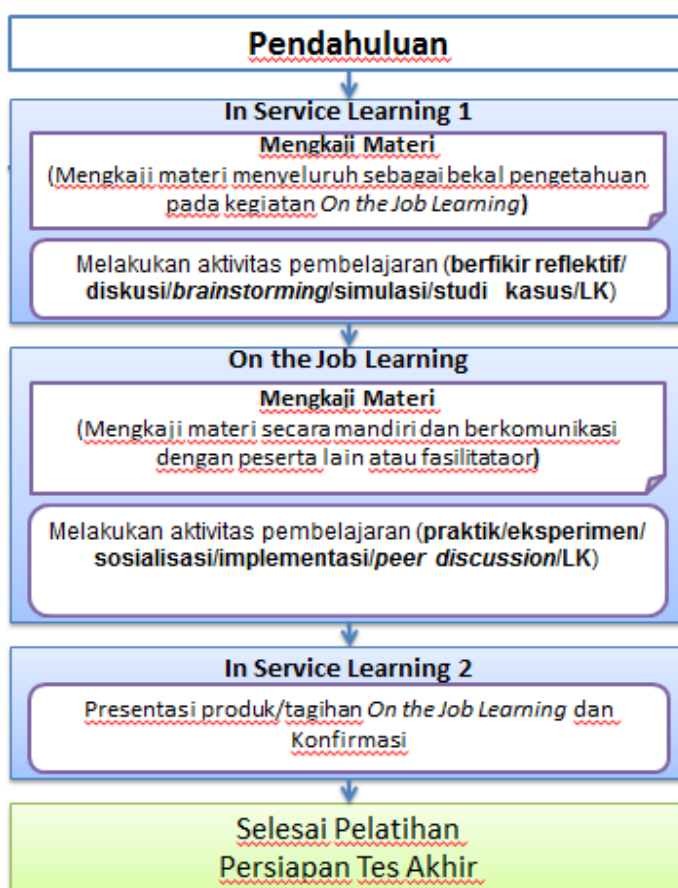 Pendahuluan
In Service Learning 1
Mengkaji Materi
(Mengkaji materi menyeluruh sebagai bekal pengetahuan
pada kegiatan On the Job Learning)
Melakukan aktivitas pembelajaran (berfikir reflektif/
diskusi/brainstorming/simulasi/studi kasus/LK)
On the Job Learning
Mengkaji Materi
(Mengkaji materi secara mandiri dan berkomunikasi
dengan peserta lain atau fasilitataor)
Melakukan aktivitas pembelajaran (praktik/eksperimen/
sosialisasi/implementasi/peer discussion/LK)
In Service Learning 2
Presentasi produk/tagihan On the Job Learning dan
Konfirmasi
Selesai Pelatihan
Persiapan Tes Akhir